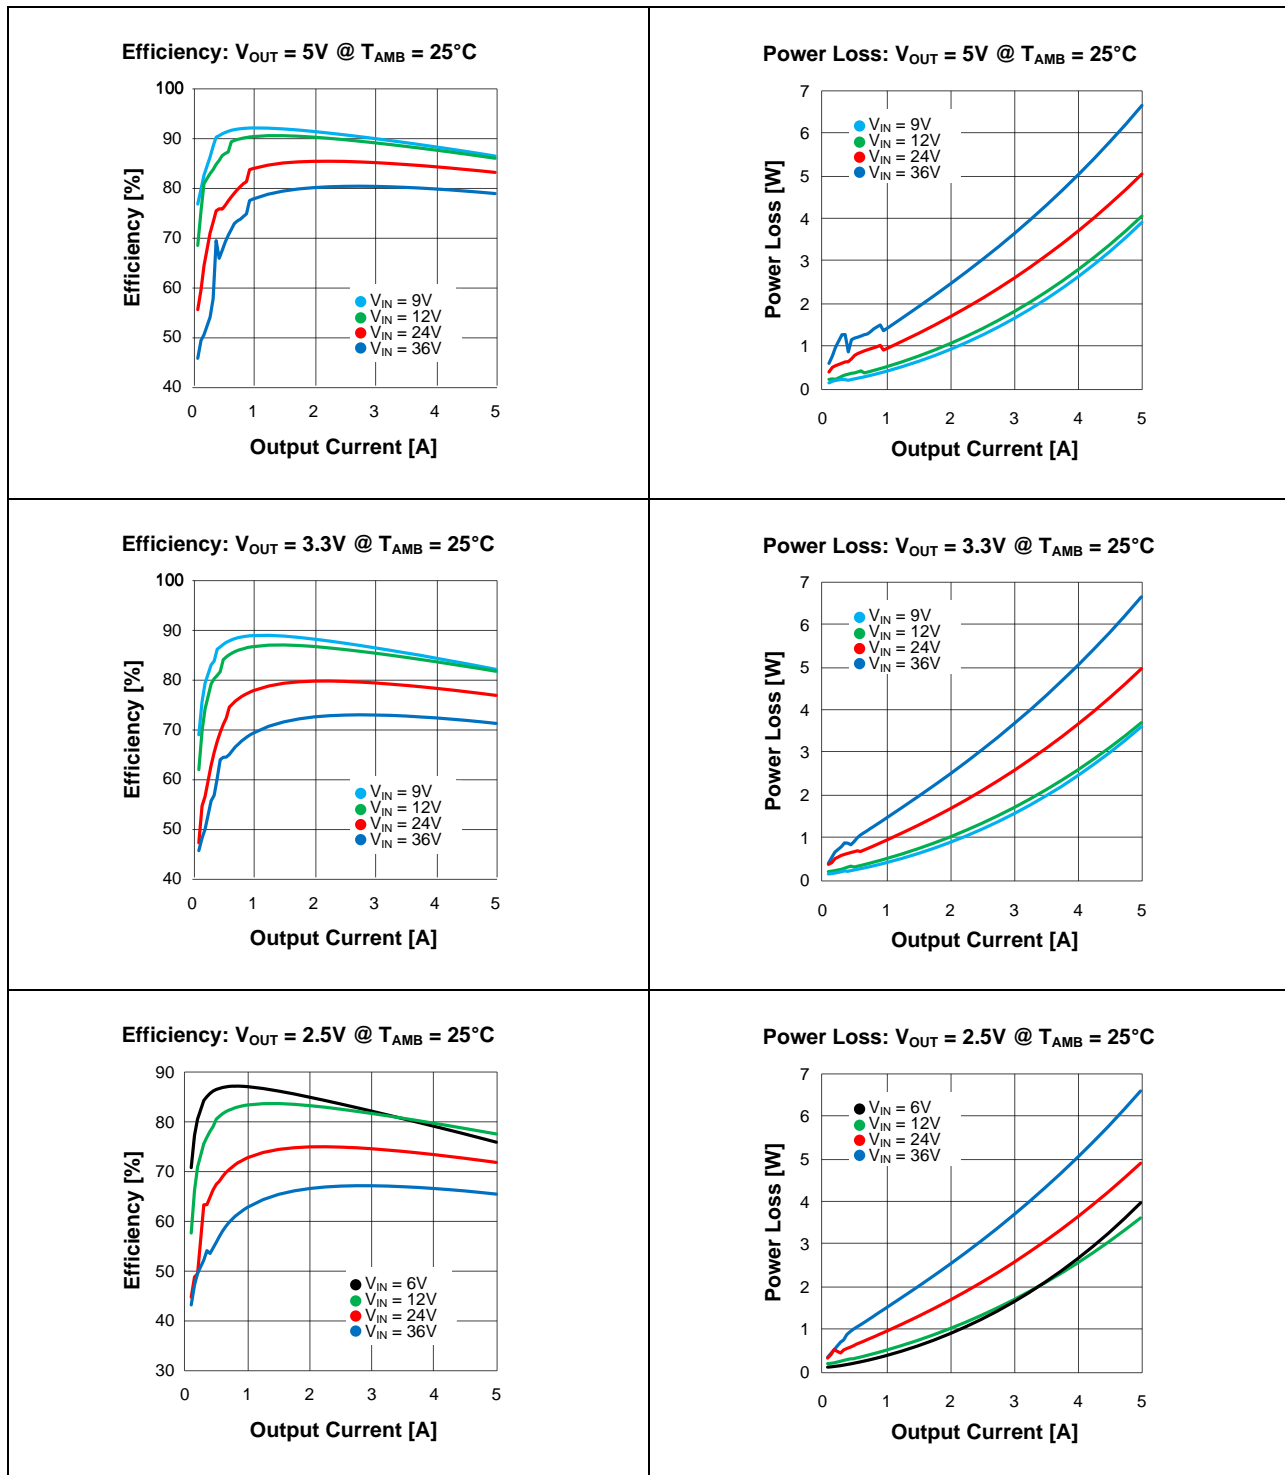 Efficiency: VOUT = 5V @ TAMB = 25°C
Efficiency [%]
100
90
80
70
60
50
40
VIN = 9V
VIN = 12V
VIN = 24V
VIN = 36V
0 1 2 3 4 5
Output Current [A]
Power Loss: VOUT = 5V @ TAMB = 25°C
Power Loss [W]
7
6
5
4
3
2
1
0
VIN = 9V
VIN = 12V
VIN = 24V
VIN = 36V
0 1 2 3 4 5
Output Current [A]
Efficiency: VOUT = 3.3V @ TAMB = 25°C
Efficiency [%]
100
90
80
70
60
50
40
VIN = 9V
VIN = 12V
VIN = 24V
VIN = 36V
0 1 2 3 4 5
Output Current [A]
Power Loss: VOUT = 3.3V @ TAMB = 25°C
Power Loss [W]
7
6
5
4
3
2
1
0
VIN = 9V
VIN = 12V
VIN = 24V
VIN = 36V
0 1 2 3 4 5
Output Current [A]
Efficiency: VOUT = 2.5V @ TAMB = 25°C
Efficiency [%]
90
80
70
60
50
40
30
VIN = 6V
VIN = 12V
VIN = 24V
VIN = 36V
0 1 2 3 4 5
Output Current [A]
Power Loss: VOUT = 2.5V @ TAMB = 25°C
Power Loss [W]
7
6
5
4
3
2
1
0
VIN = 6V
VIN = 12V
VIN = 24V
VIN = 36V
0 1 2 3 4 5
Output Current [A]